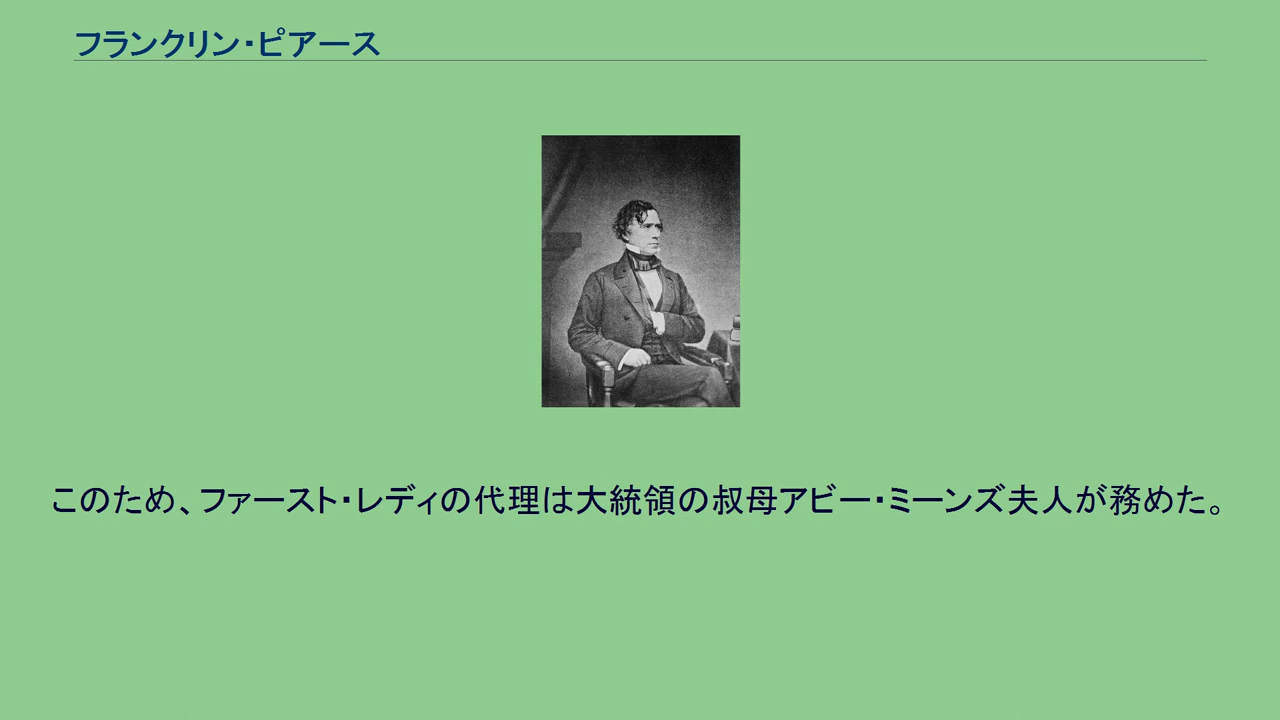 フランクリン・ピアース
このため、ファースト・レディの代理は大統領の叔母アビー・ミーンズ夫人が務めた。